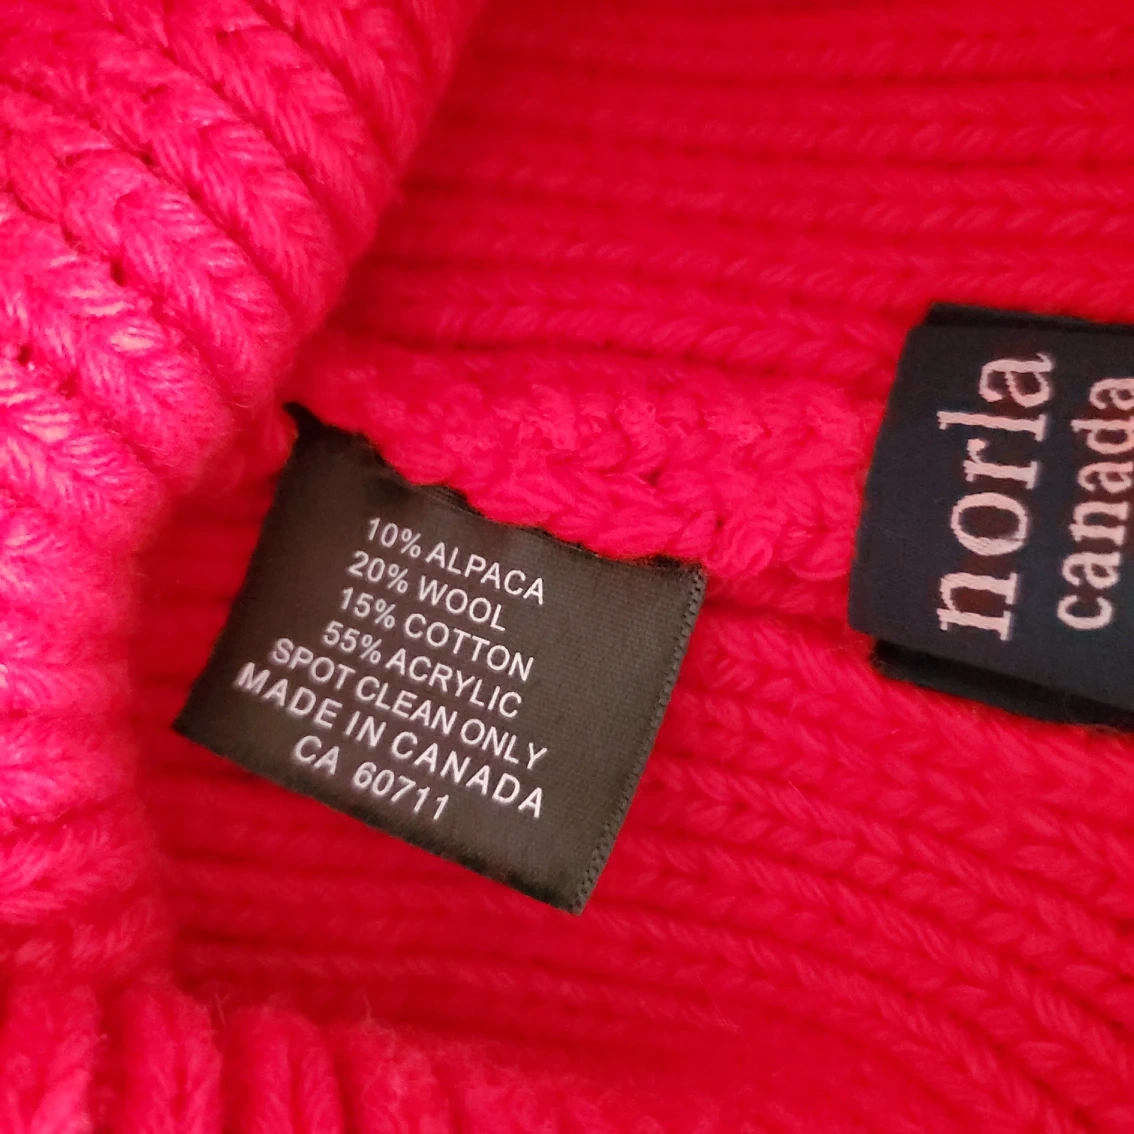 10% ALPACA
20% WOOL
15% COTTON
55% ACRYLIC
SPOT CLEAN ONLY
MADE IN CANADA
CA 60711
norla
canada